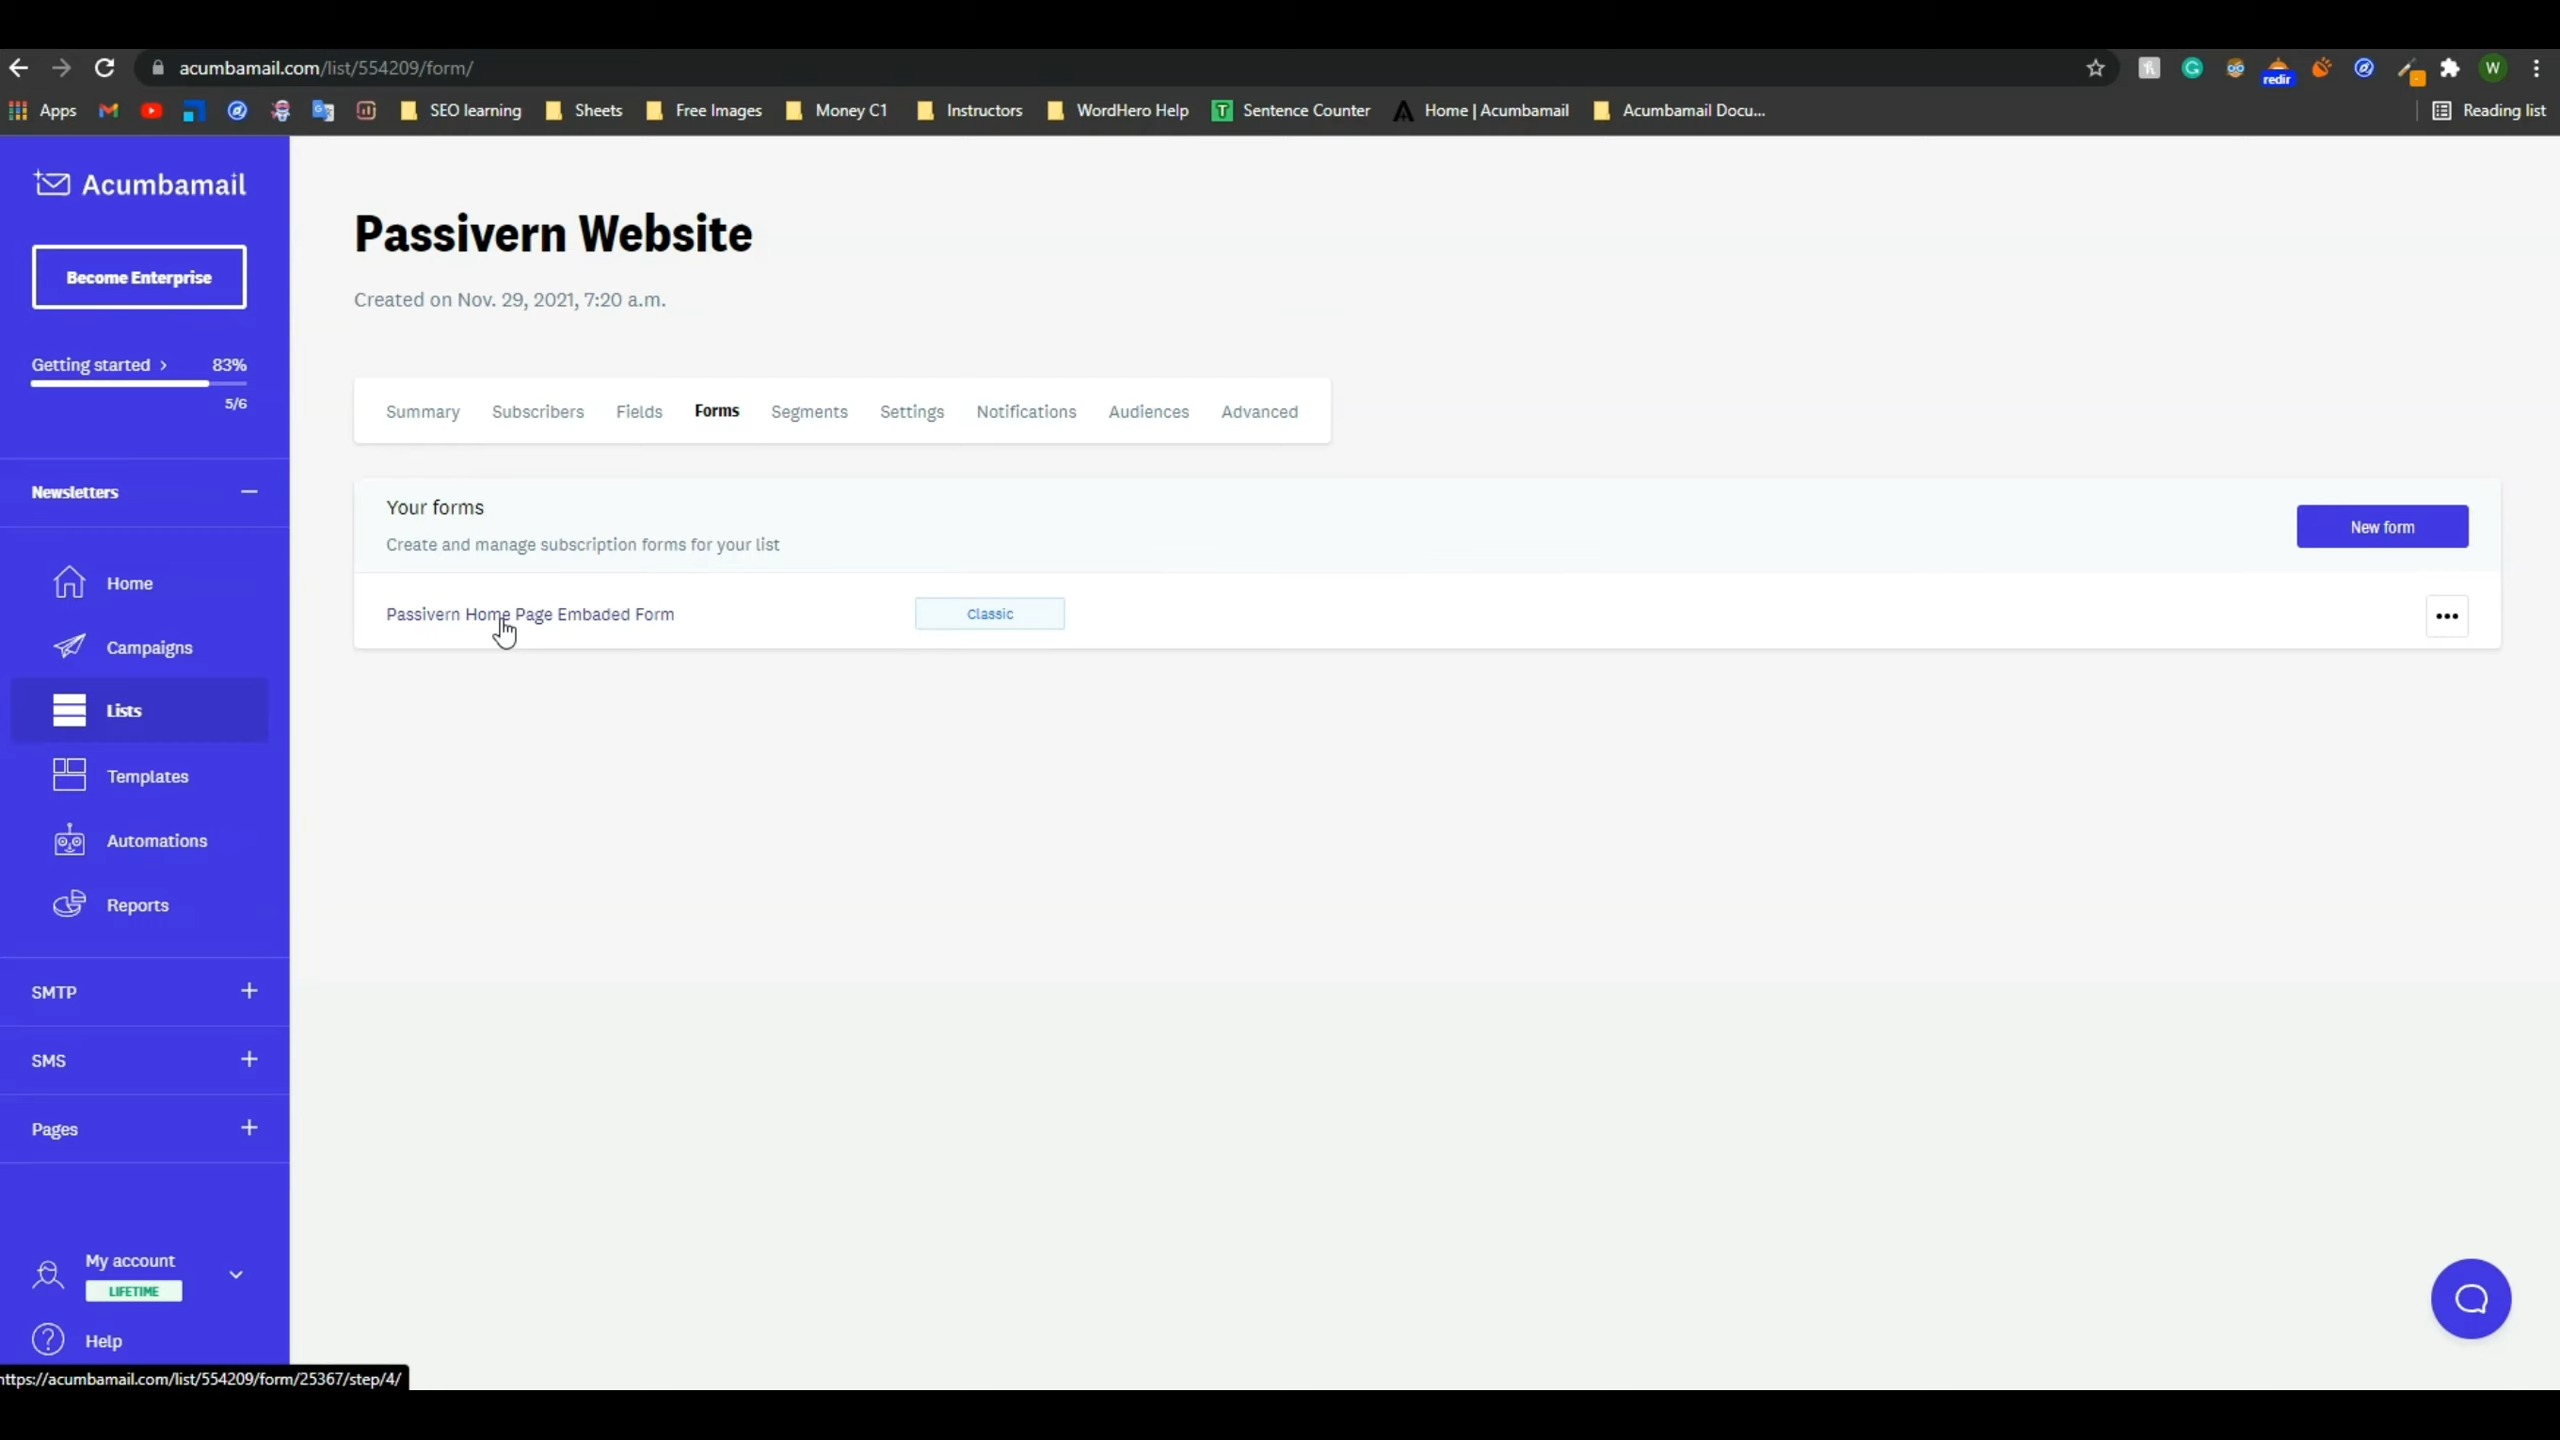 acumbamail.com/list/554209/form/
redir
W
Apps
SEO learning
Sheets
Free Images
Money C1
Instructors
WordHero Help
T
Sentence Counter
Home | Acumbamail
Acumbamail Docu...
Reading list
Acumbamail
Become Enterprise
Getting started > 83%
5/6
Newsletters
Home
Campaigns
Lists
Templates
Automations
Reports
SMTP
SMS
Pages
My account
LIFETIME
Help
Passivern Website
Created on Nov. 29, 2021, 7:20 a.m.
Summary Subscribers Fields Forms Segments Settings Notifications Audiences Advanced
Your forms
Create and manage subscription forms for your list
New form
Passivern Home Page Embaded Form
Classic
https://acumbamail.com/list/554209/form/25367/step/4/